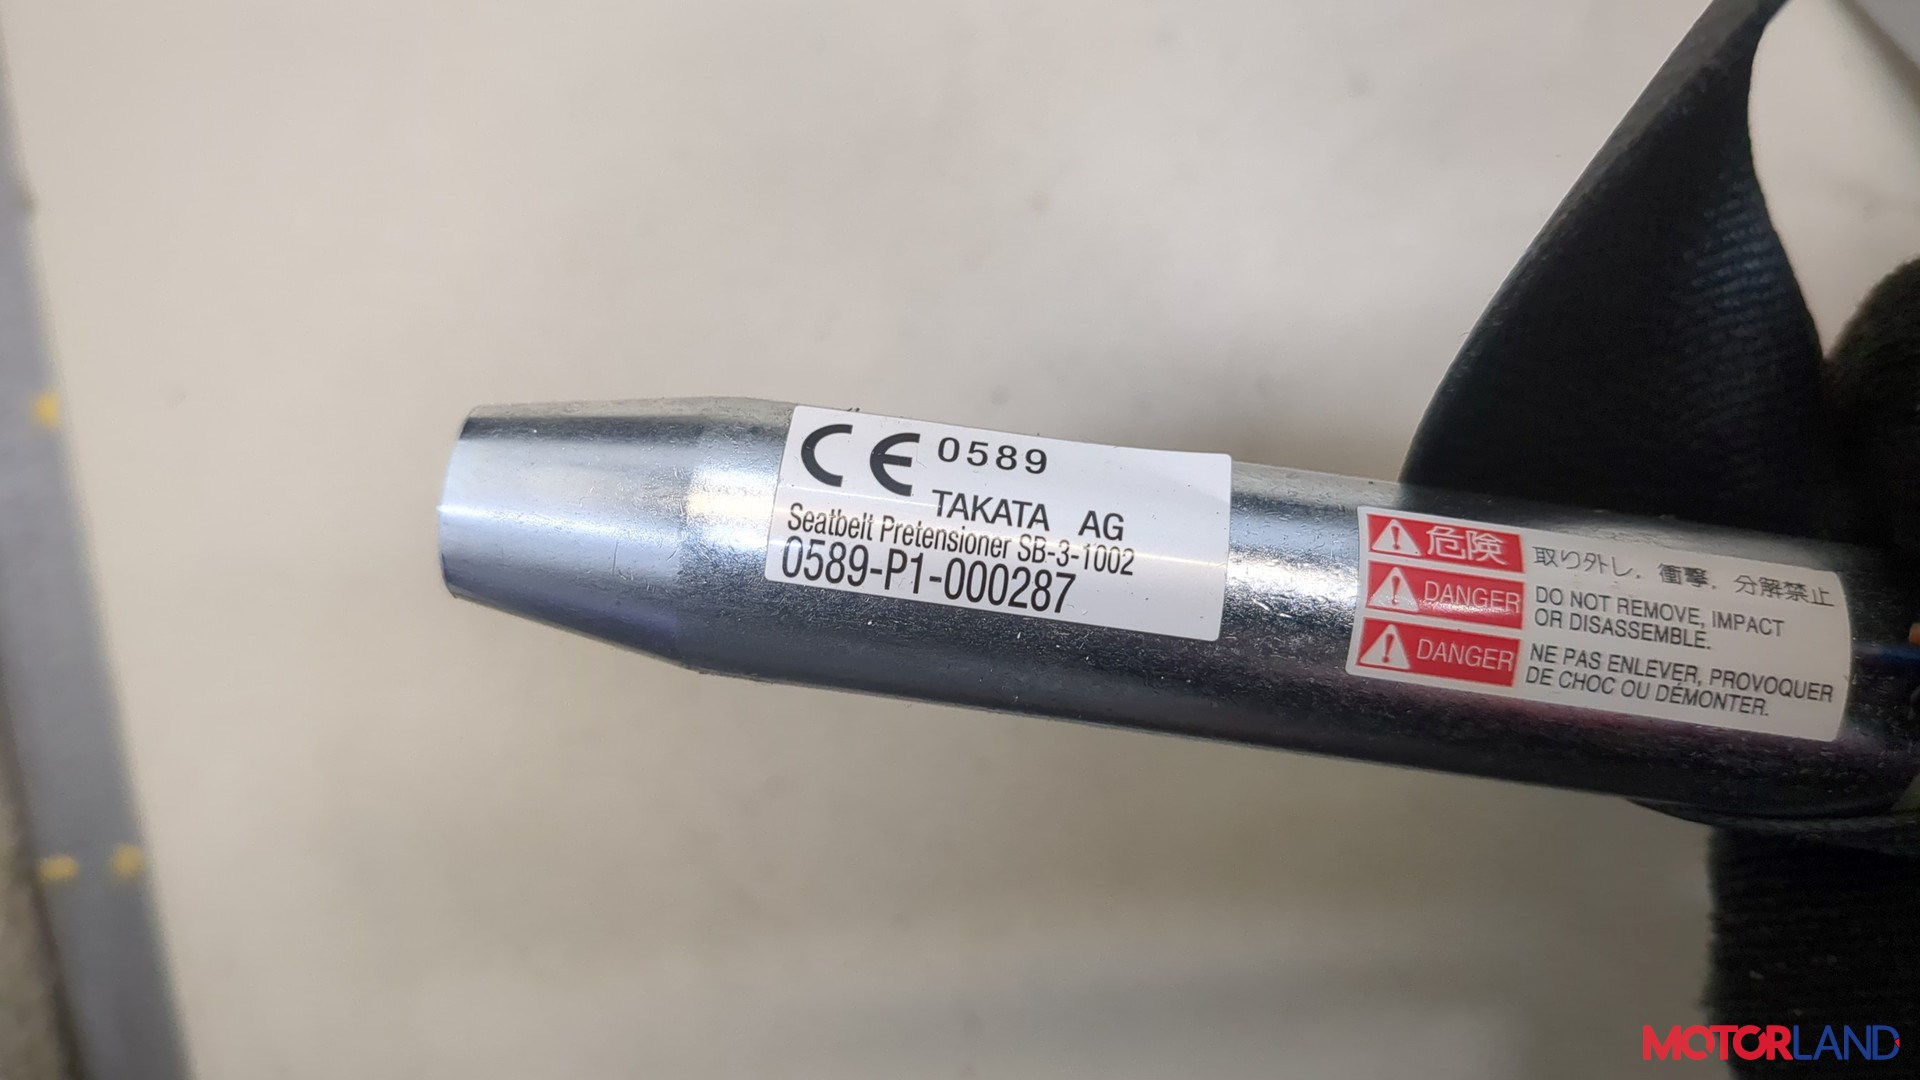 CE 0589
TAKATA AG
Seatbelt Pretensioner SB-3-1002
0589-P1-000287
危険 取り外し、衝撃、分解禁止
DANGER DO NOT REMOVE, IMPACT
OR DISASSEMBLE.
DANGER NE PAS ENLEVER, PROVOQUER
DE CHOC OU DÉMONTER.
MOTORLAND